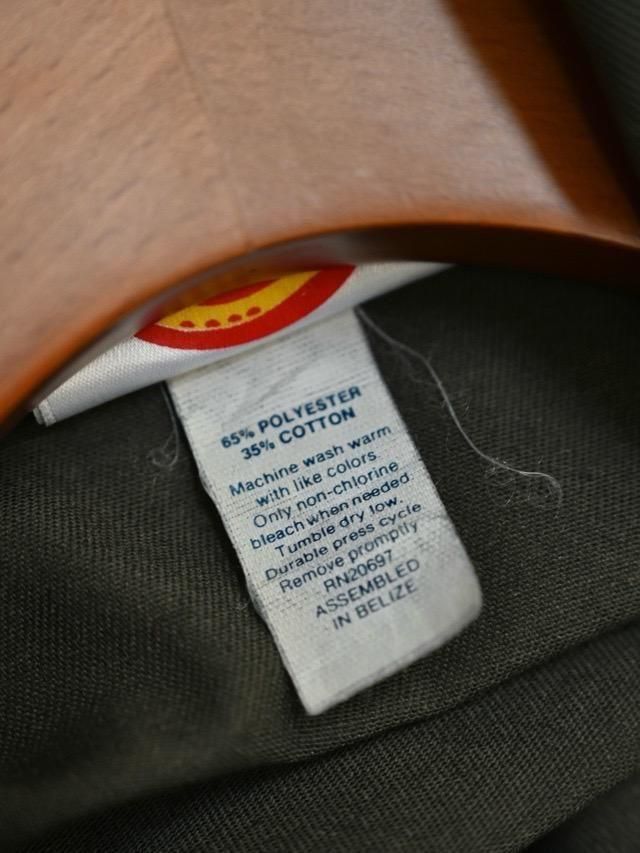 65% POLYESTER
35% COTTON
Machine wash warm
with like colors.
Only non-chlorine
bleach when needed
Tumble dry low.
Durable press cycle
Remove promptly
RN20697
ASSEMBLED
IN BELIZE